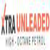 XTRA UNLEADED
HIGH - OCTANE PETROL